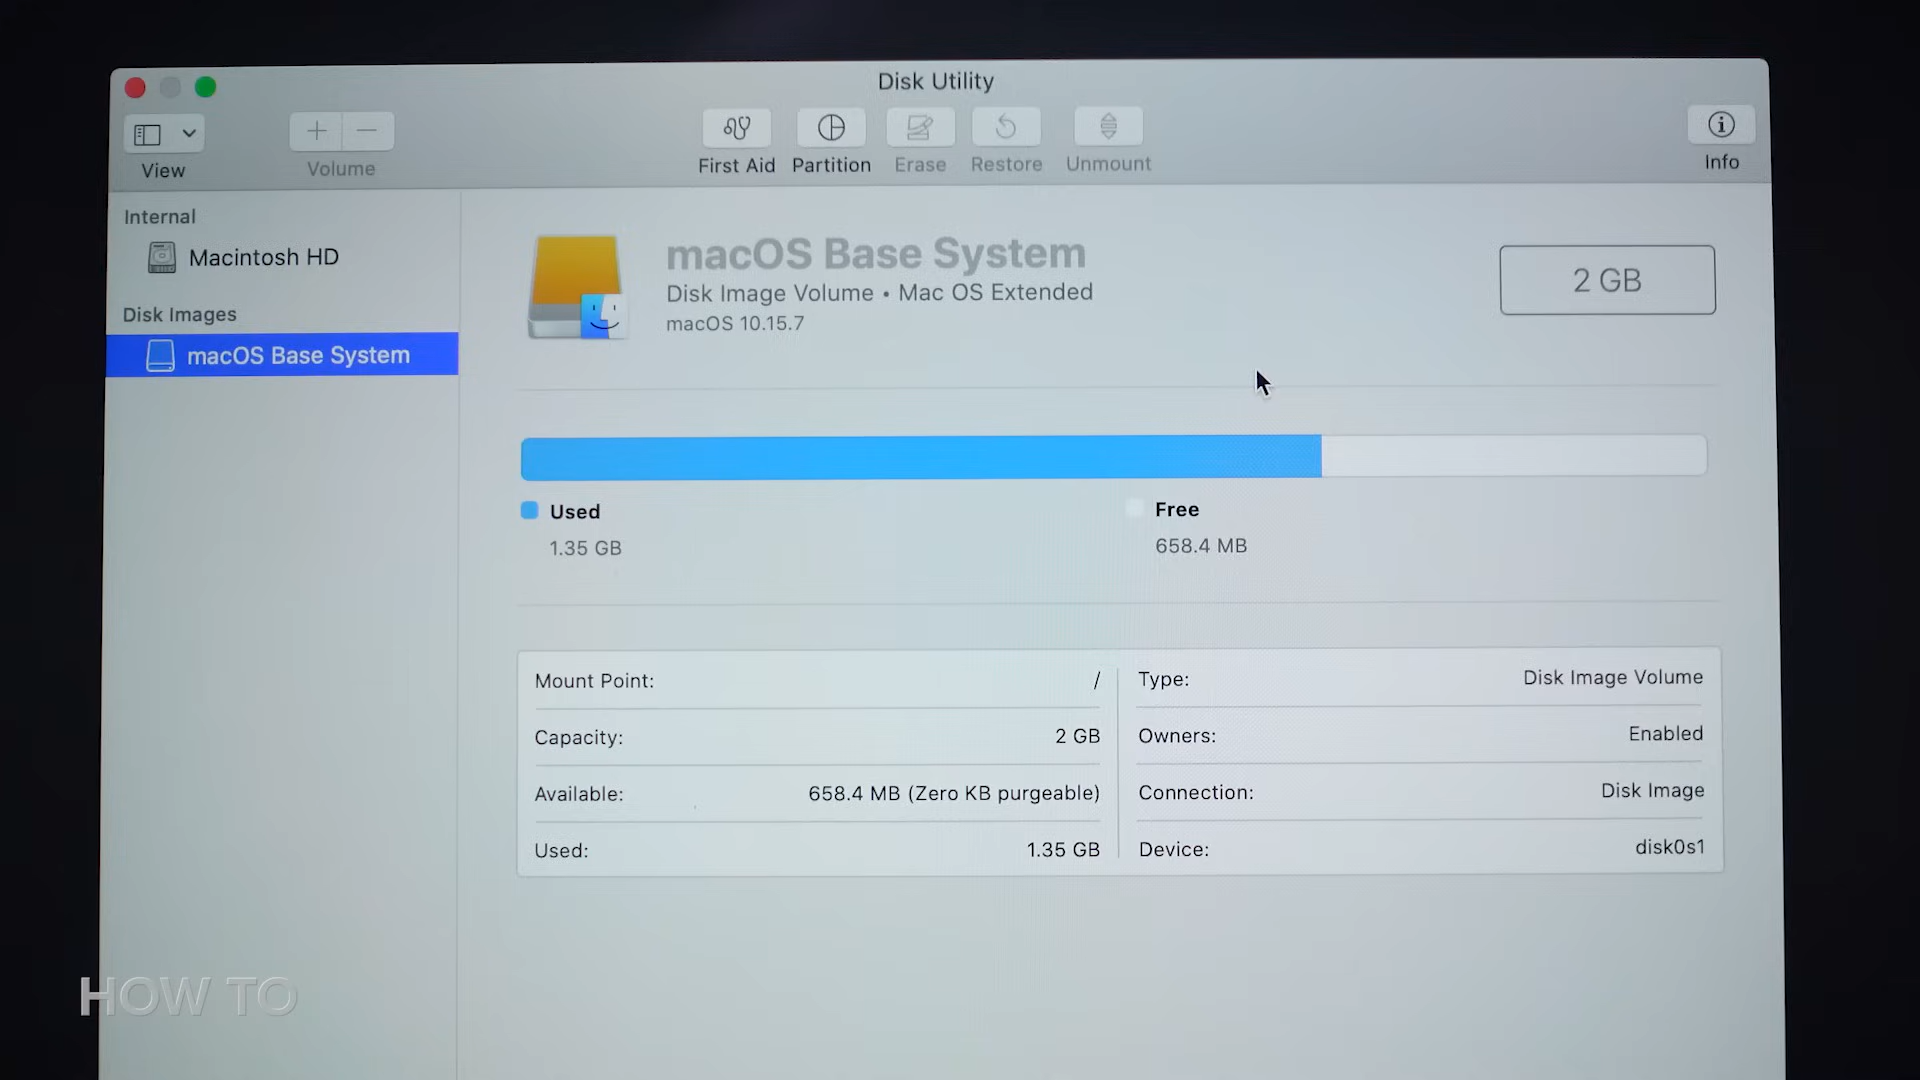 Disk Utility
View
Volume
First Aid
Partition
Erase
Restore
Unmount
Info
Internal
Macintosh HD
Disk Images
macOS Base System
macOS Base System
Disk Image Volume • Mac OS Extended
macOS 10.15.7
2 GB
Used
1.35 GB
Free
658.4 MB
Mount Point: /
Capacity: 2 GB
Available: 658.4 MB (Zero KB purgeable)
Used: 1.35 GB
Type: Disk Image Volume
Owners: Enabled
Connection: Disk Image
Device: disk0s1
HOW TO